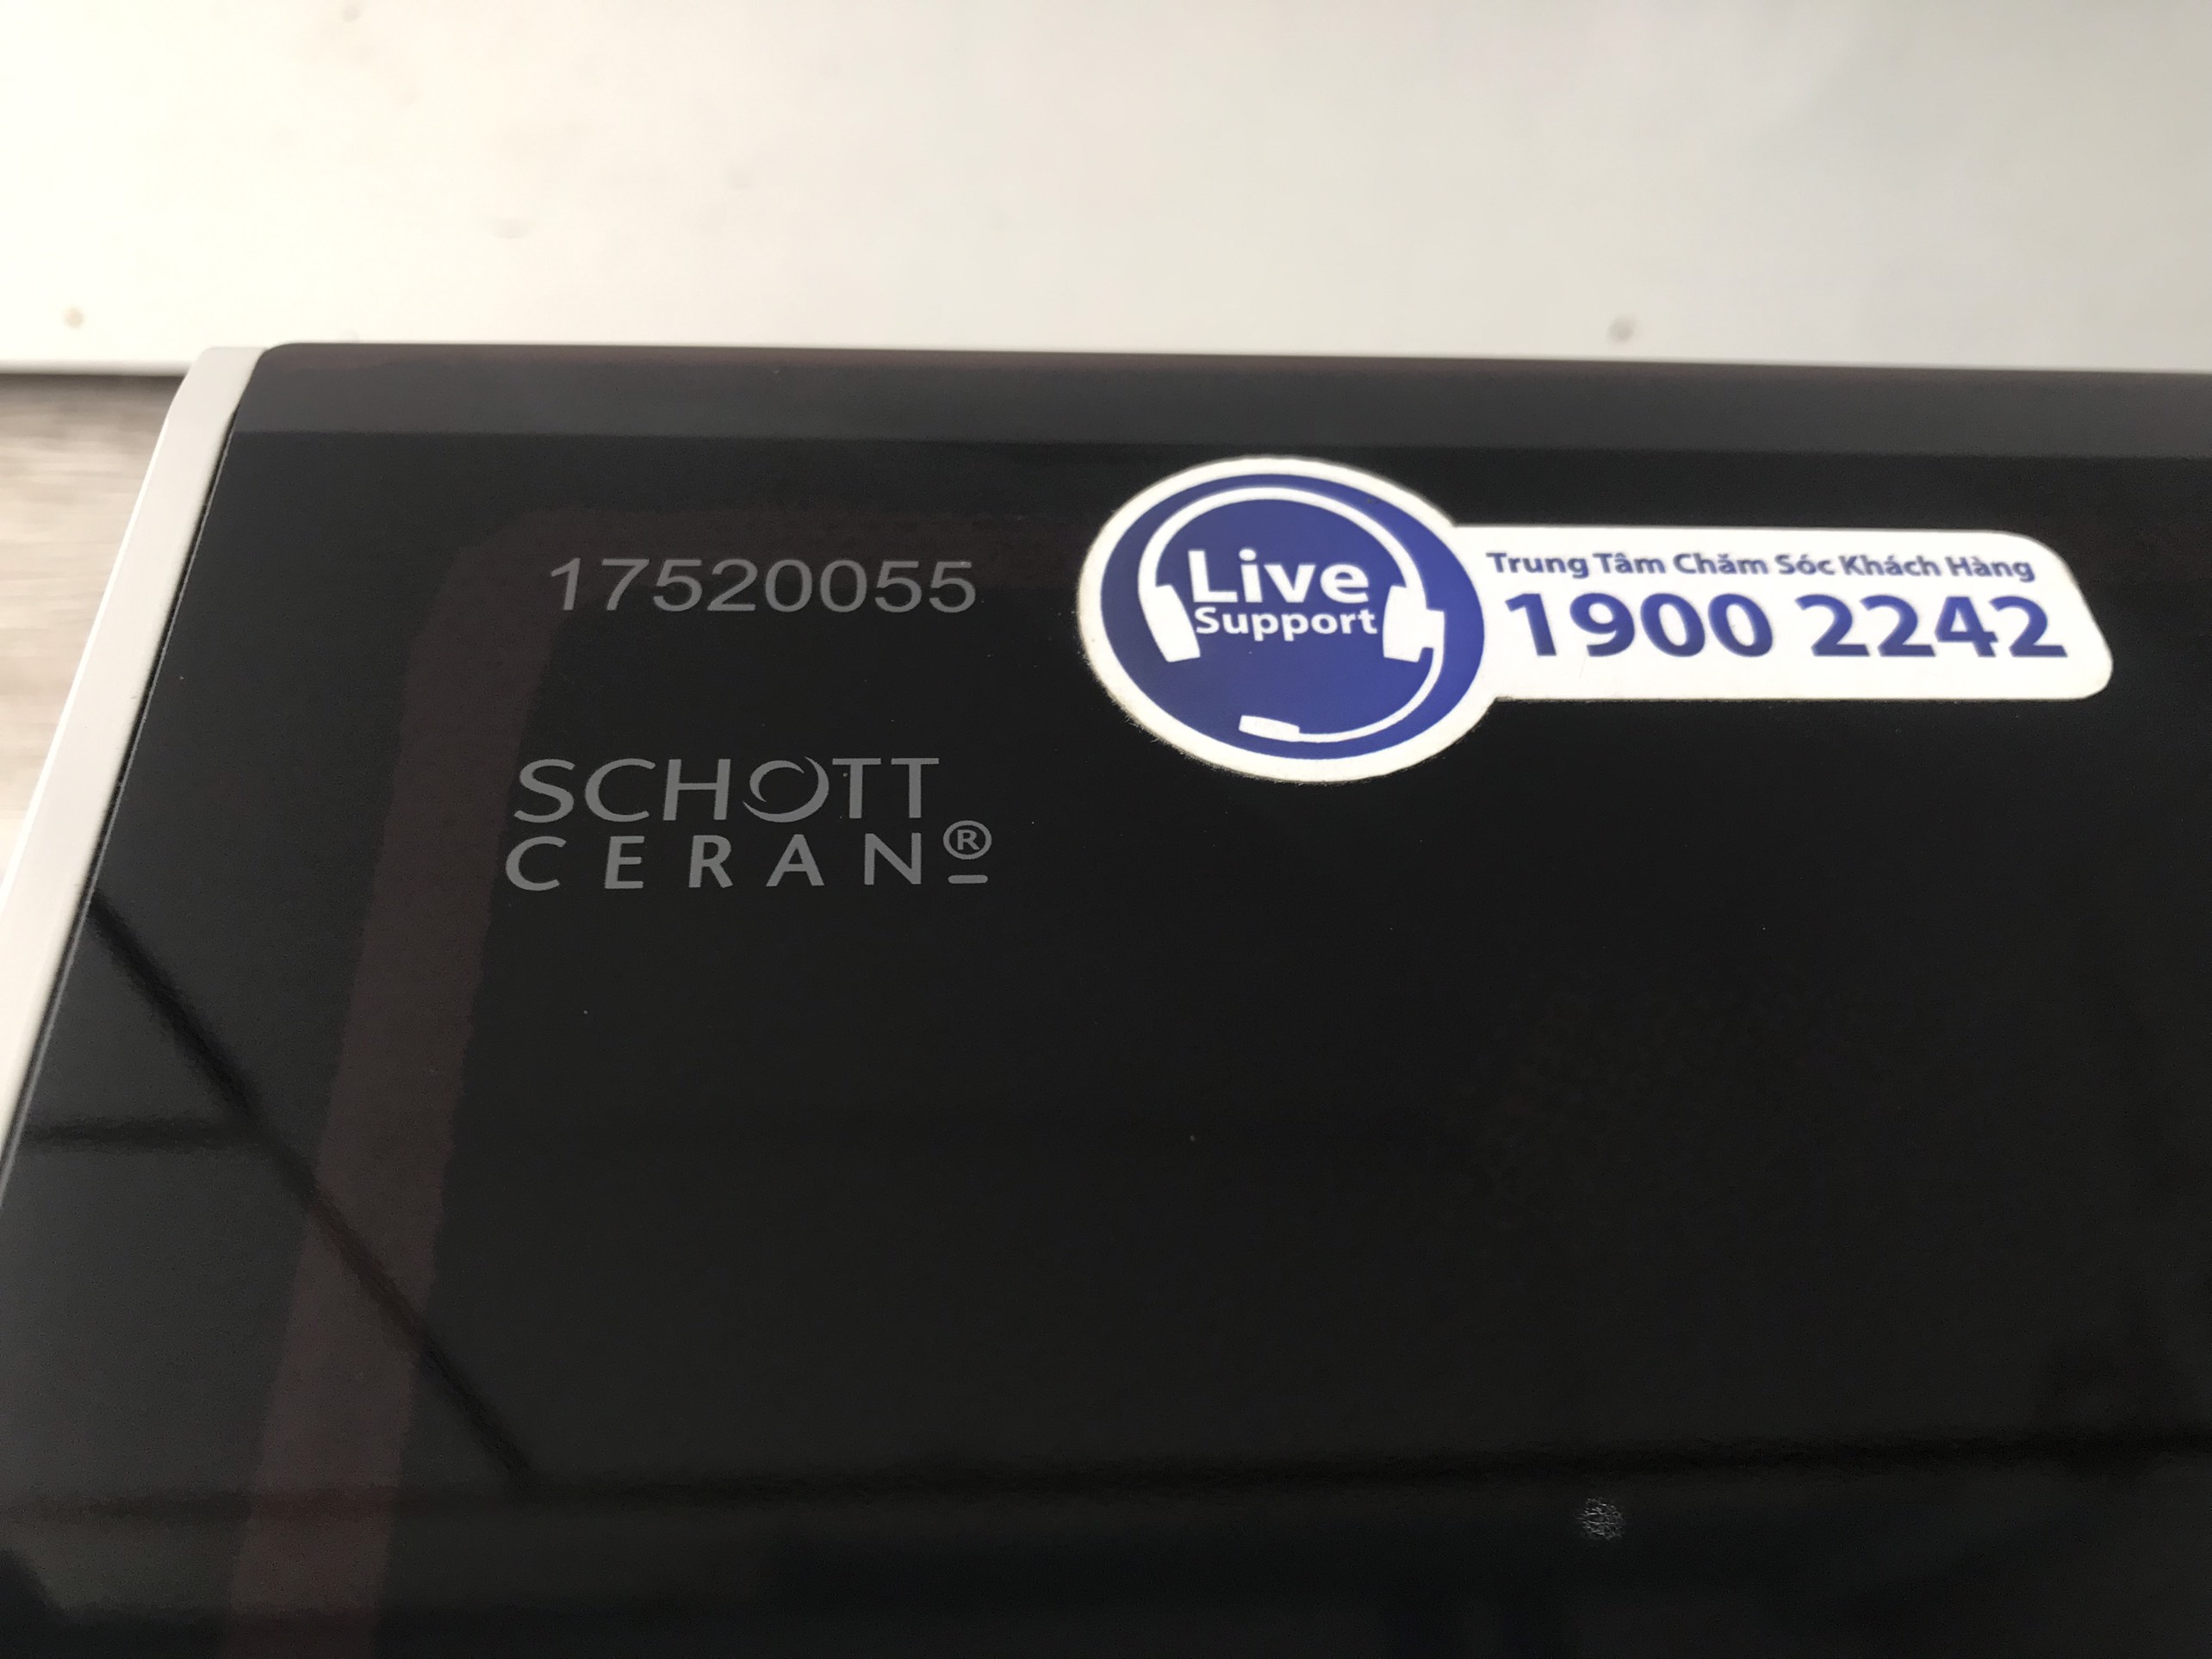 17520055
SCHOTT
CERAN®
Live
Support
Trung Tâm Chăm Sóc Khách Hàng
1900 2242